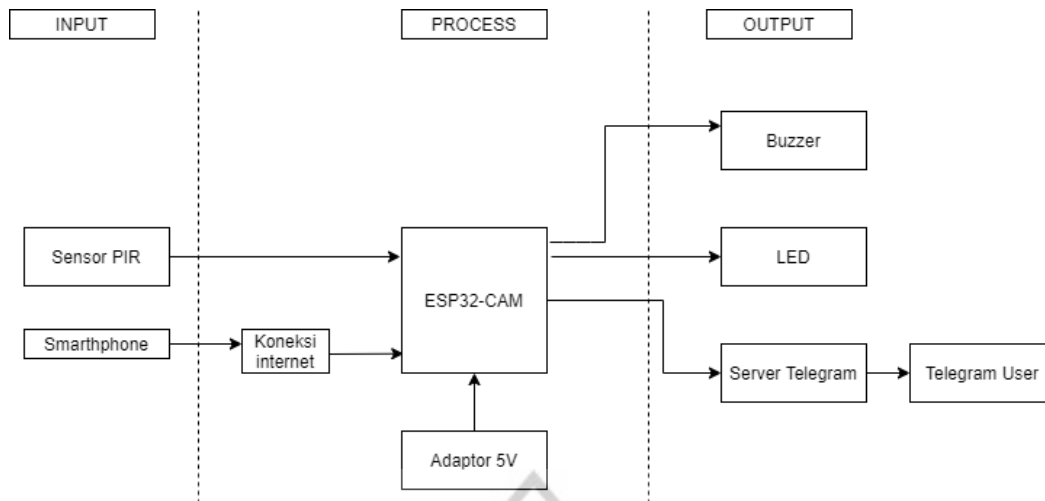 INPUT
PROCESS
OUTPUT
Buzzer
Sensor PIR
ESP32-CAM
LED
Smarthphone
Koneksi
internet
Server Telegram
Telegram User
Adaptor 5V